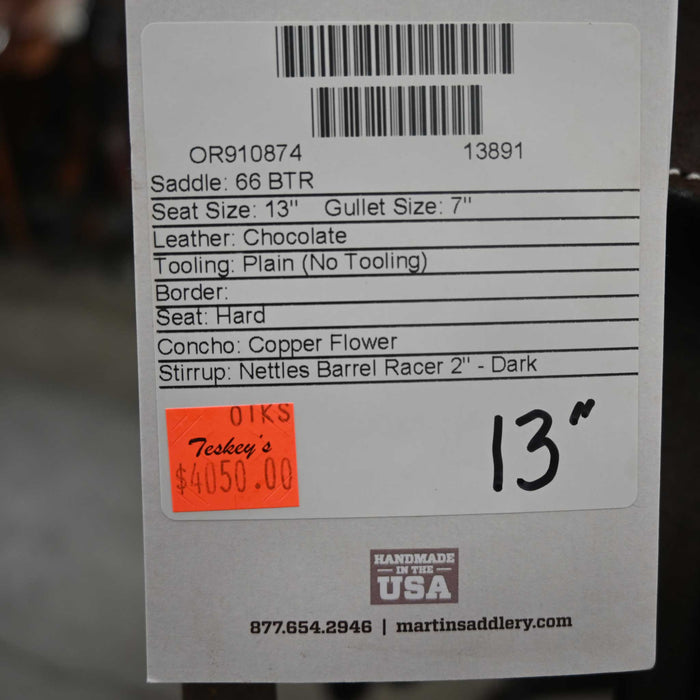 OR910874 13891
Saddle: 66 BTR
Seat Size: 13" Gullet Size: 7"
Leather: Chocolate
Tooling: Plain (No Tooling)
Border:
Seat: Hard
Concho: Copper Flower
Stirrup: Nettles Barrel Racer 2" - Dark
OTKS
Teskey's
$4050.00
13"
HANDMADE
IN THE
USA
877.654.2946 | martinsaddlery.com